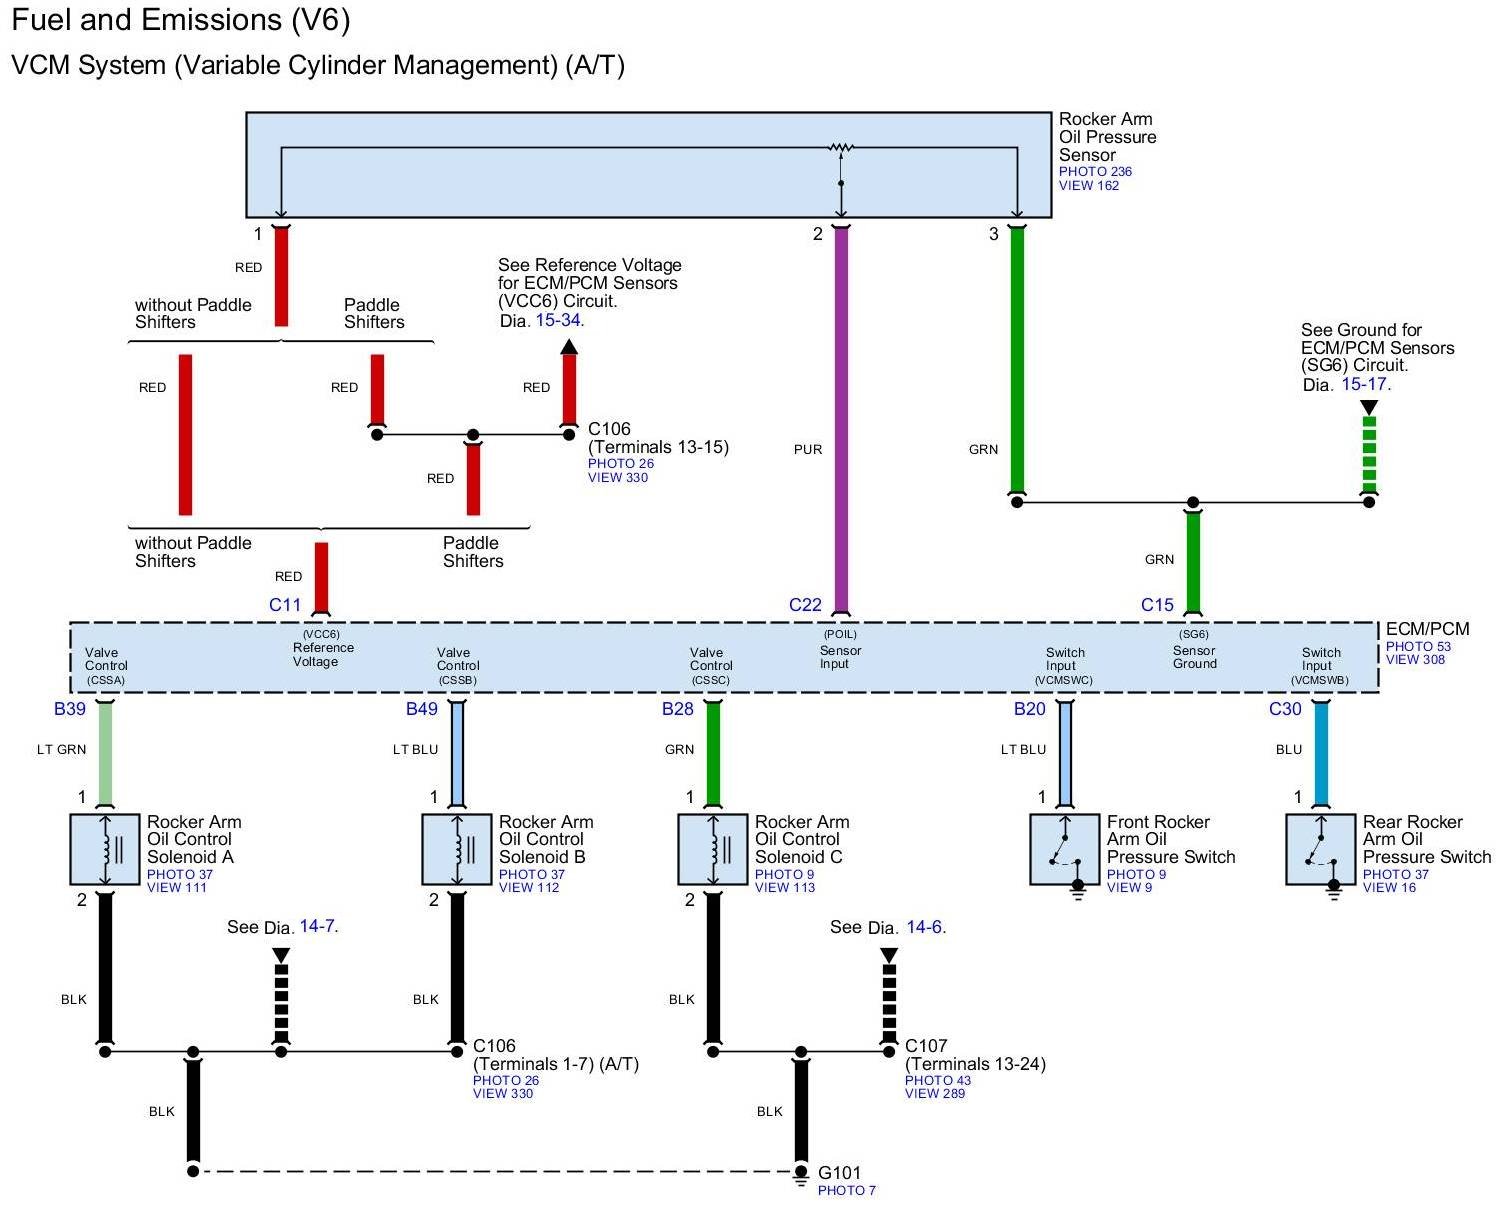 Fuel and Emissions (V6)
VCM System (Variable Cylinder Management) (A/T)
Rocker Arm
Oil Pressure
Sensor
PHOTO 236
VIEW 162
1
2
3
RED
without Paddle
Shifters
Paddle
Shifters
See Reference Voltage
for ECM/PCM Sensors
(VCC6) Circuit.
Dia. 15-34.
See Ground for
ECM/PCM Sensors
(SG6) Circuit.
Dia. 15-17.
RED
RED
RED
C106
(Terminals 13-15)
PHOTO 26
VIEW 330
RED
PUR
GRN
without Paddle
Shifters
Paddle
Shifters
RED
GRN
C11
C22
C15
ECM/PCM
PHOTO 53
VIEW 308
(VCC6)
Reference
Voltage
(POIL)
Sensor
Input
(SG6)
Sensor
Ground
Valve
Control
(CSSA)
Valve
Control
(CSSB)
Valve
Control
(CSSC)
Switch
Input
(VCMSWC)
Switch
Input
(VCMSWB)
B39
B49
B28
B20
C30
LT GRN
LT BLU
GRN
LT BLU
BLU
1
1
1
1
1
Rocker Arm
Oil Control
Solenoid A
PHOTO 37
VIEW 111
Rocker Arm
Oil Control
Solenoid B
PHOTO 37
VIEW 112
Rocker Arm
Oil Control
Solenoid C
PHOTO 9
VIEW 113
Front Rocker
Arm Oil
Pressure Switch
PHOTO 9
VIEW 9
Rear Rocker
Arm Oil
Pressure Switch
PHOTO 37
VIEW 16
2
2
2
See Dia. 14-7.
See Dia. 14-6.
BLK
BLK
BLK
C106
(Terminals 1-7) (A/T)
PHOTO 26
VIEW 330
C107
(Terminals 13-24)
PHOTO 43
VIEW 289
BLK
BLK
G101
PHOTO 7